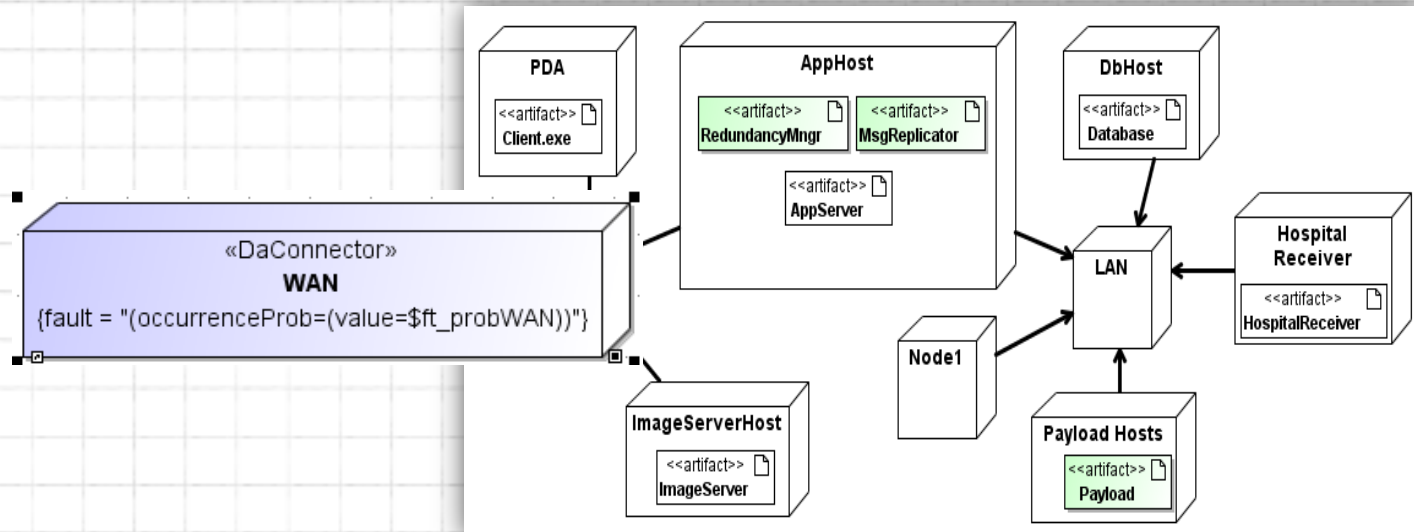 PDA
<<artifact>>
Client.exe
AppHost
<<artifact>>
RedundancyMngr
<<artifact>>
MsgReplicator
<<artifact>>
AppServer
DbHost
<<artifact>>
Database
«DaConnector»
WAN
{fault = "(occurrenceProb=(value=$ft_probWAN))"}
LAN
Hospital
Receiver
<<artifact>>
HospitalReceiver
Node1
ImageServerHost
<<artifact>>
ImageServer
Payload Hosts
<<artifact>>
Payload